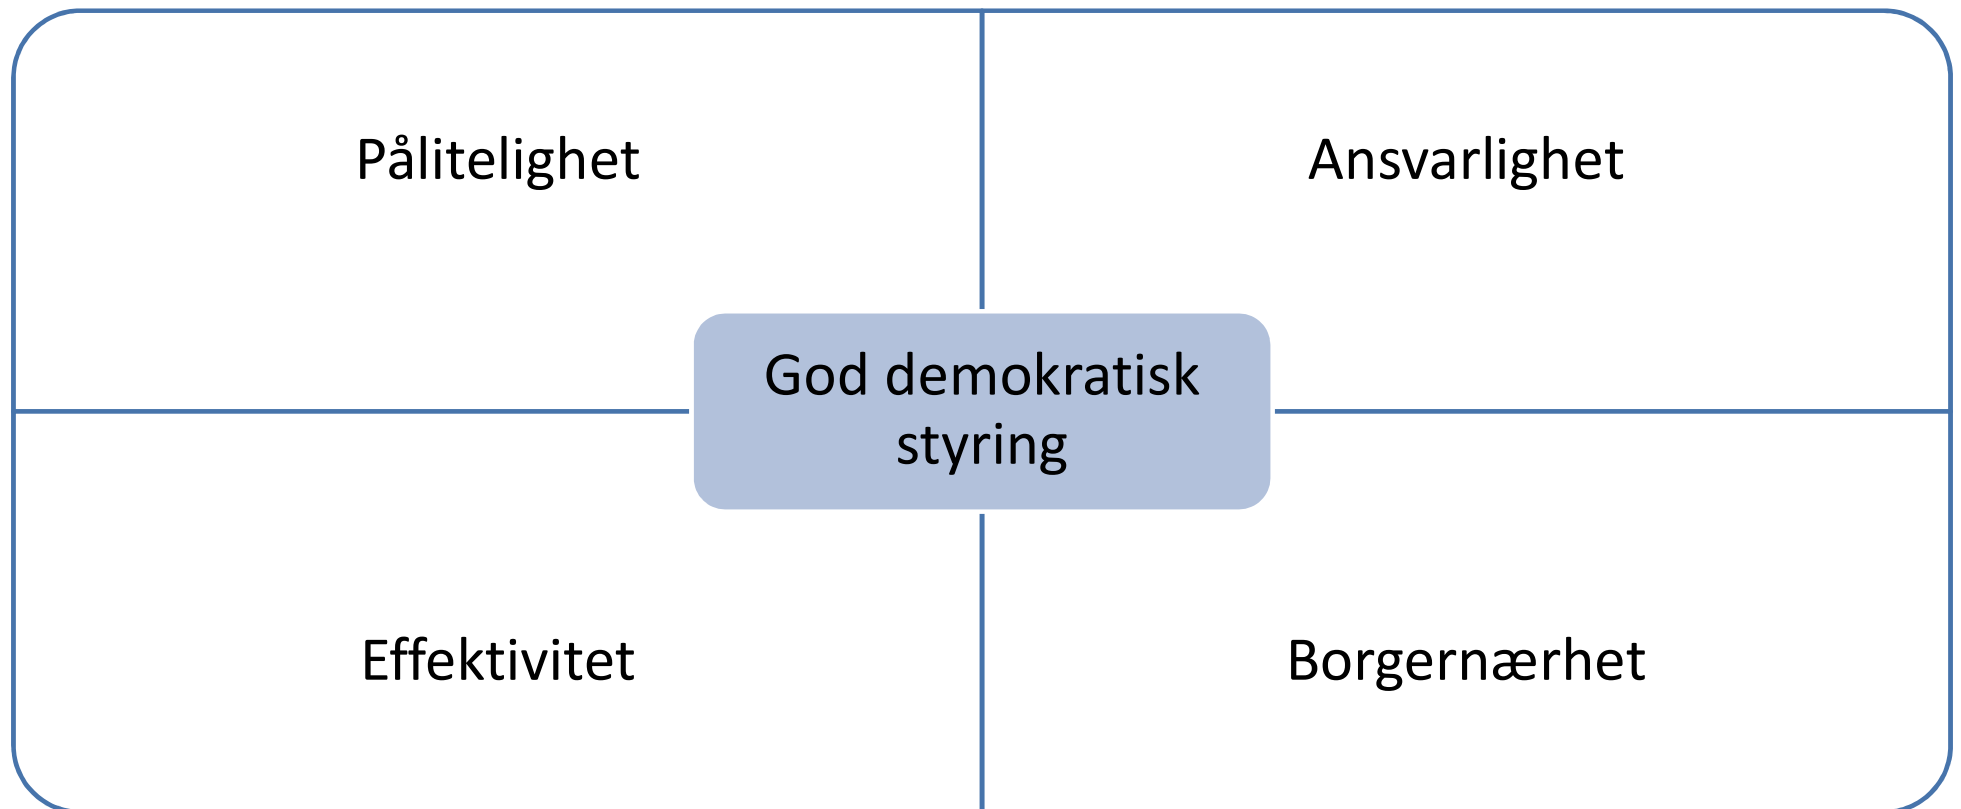 Pålitelighet
Ansvarlighet
God demokratisk
styring
Effektivitet
Borgernærhet